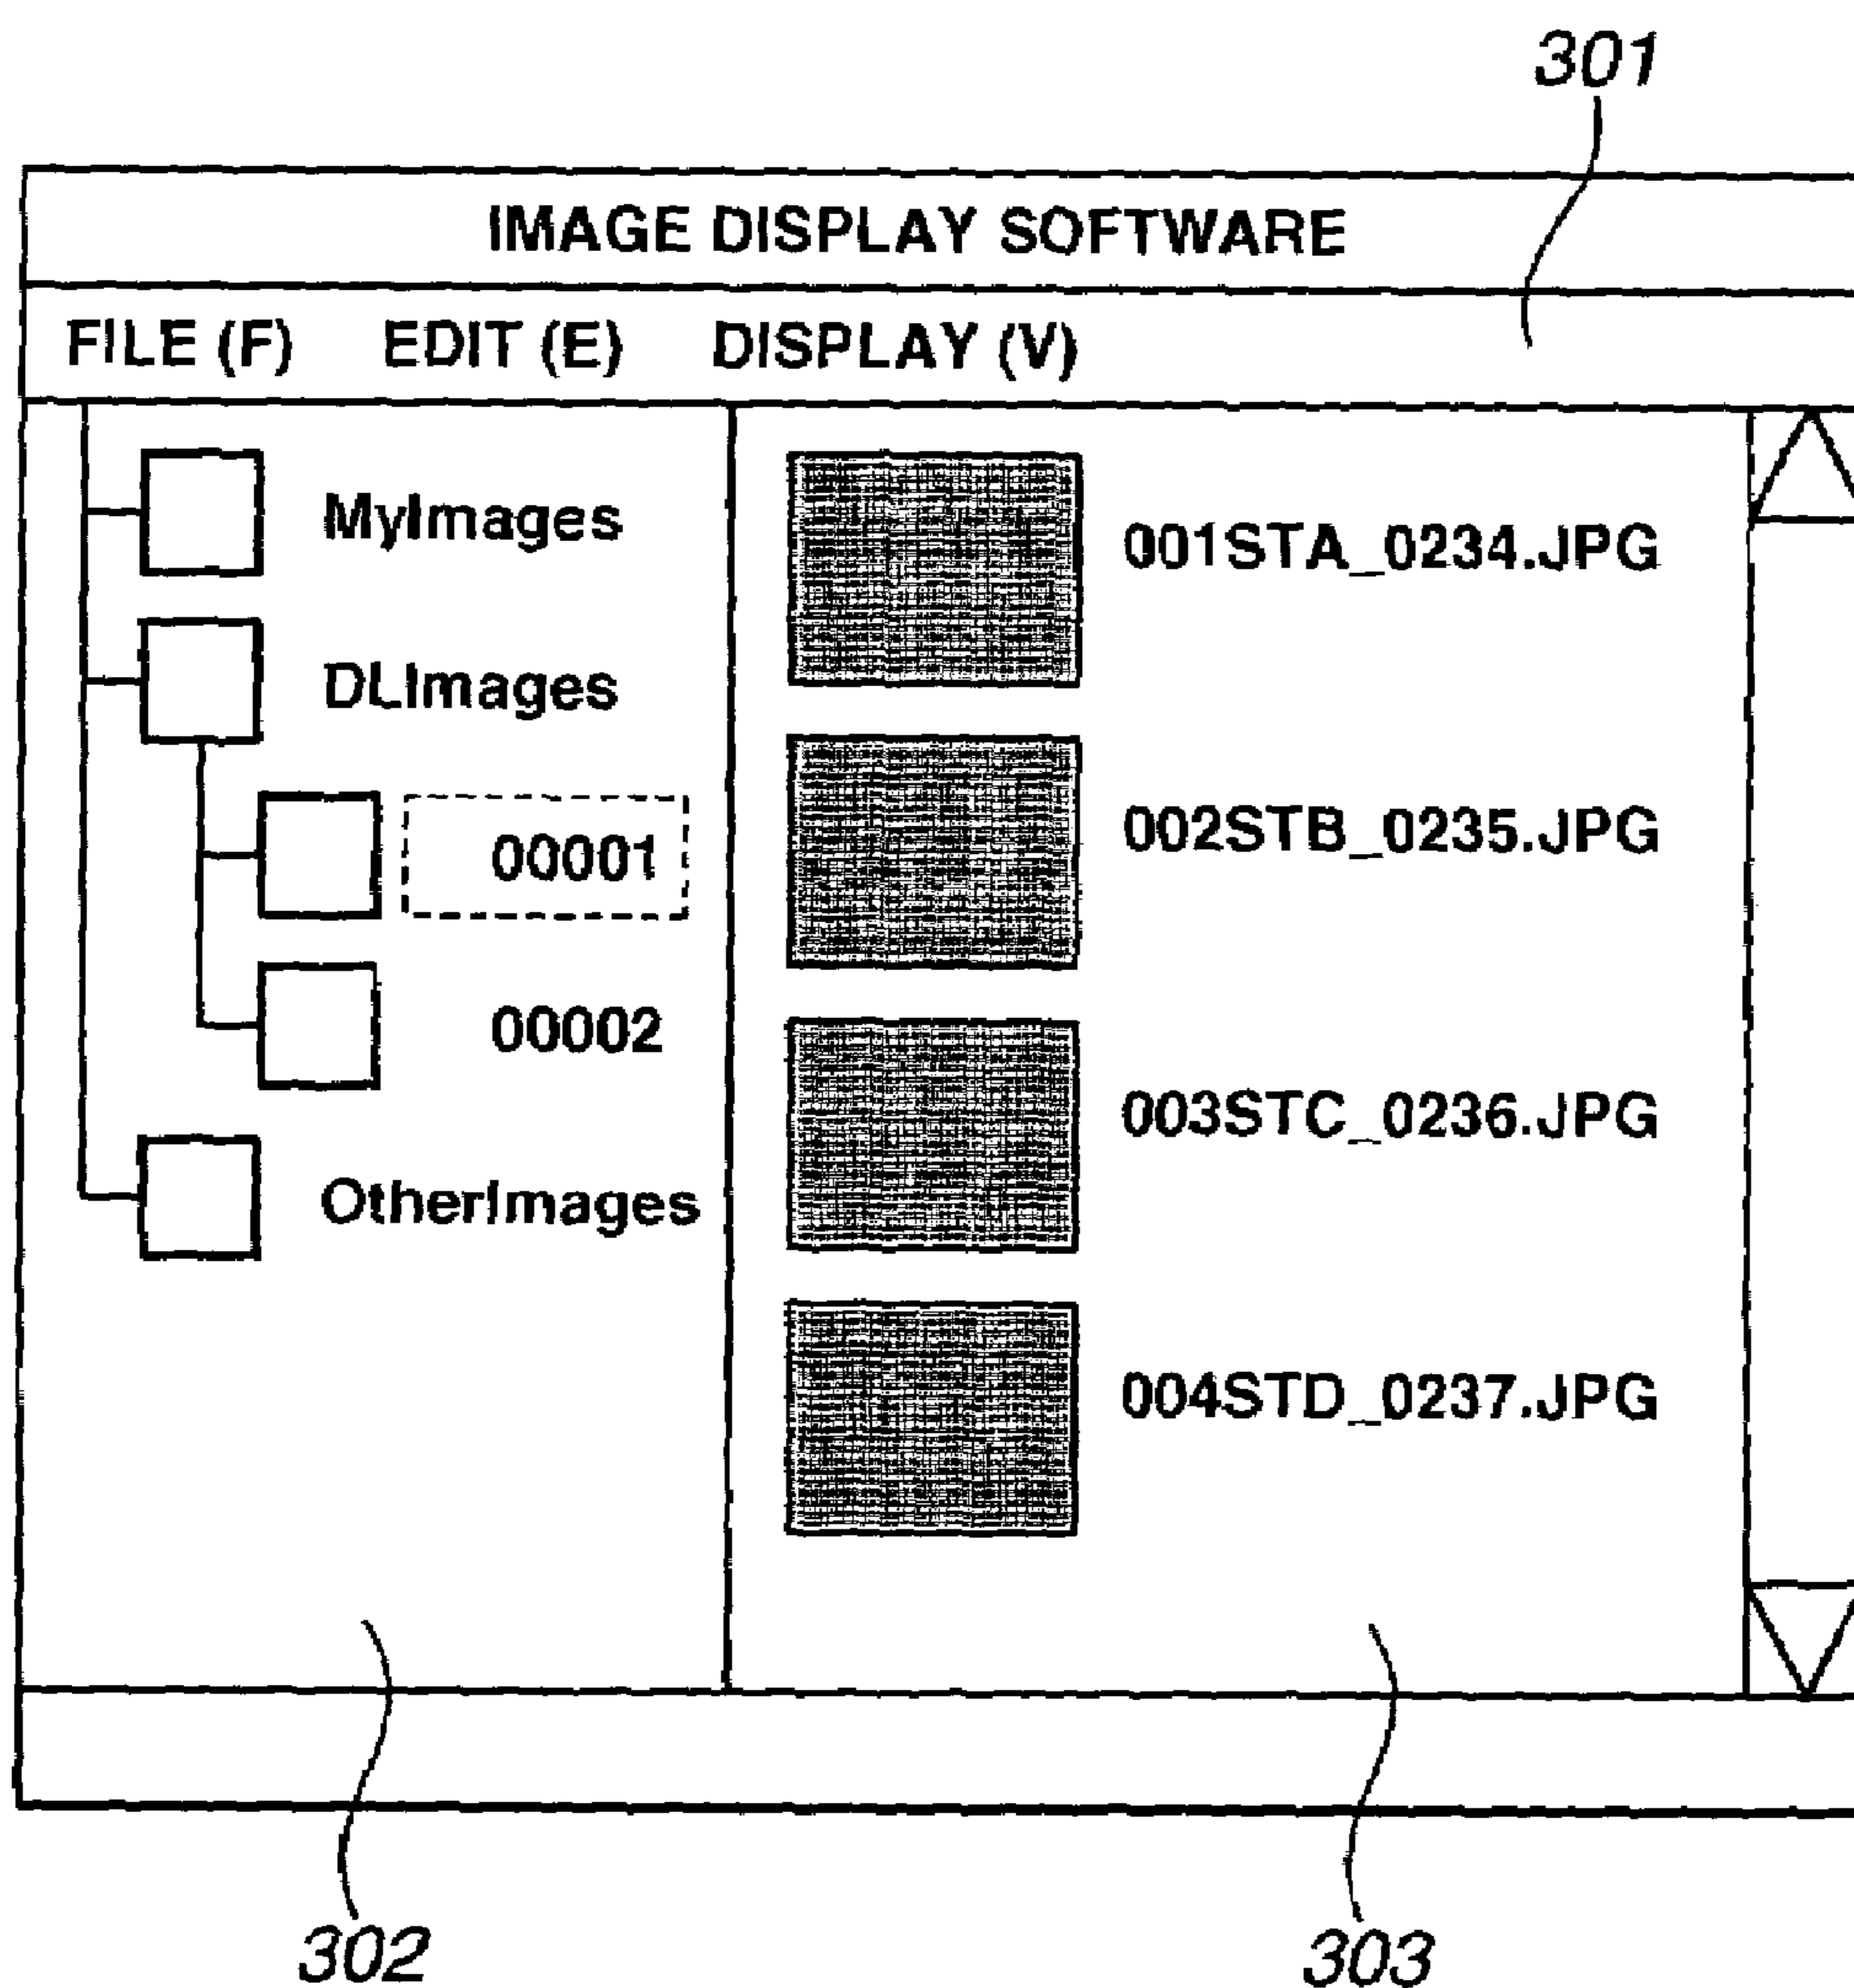 301
IMAGE DISPLAY SOFTWARE
FILE (F) EDIT (E) DISPLAY (V)
MyImages
DLImages
00001
00002
OtherImages
001STA_0234.JPG
002STB_0235.JPG
003STC_0236.JPG
004STD_0237.JPG
302
303